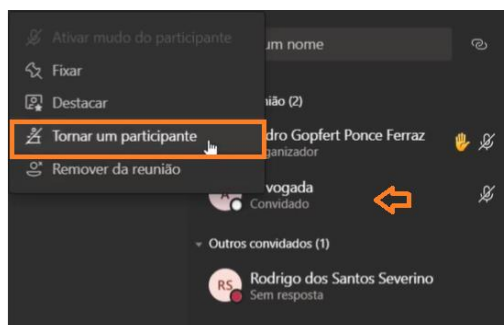 Ativar mudo do participante
um nome
Fixar
Destacar
nião (2)
Tornar um participante
dro Gopfert Ponce Ferraz
ganizador
Remover da reunião
vogada
Convidado
Outros convidados (1)
RS
Rodrigo dos Santos Severino
Sem resposta